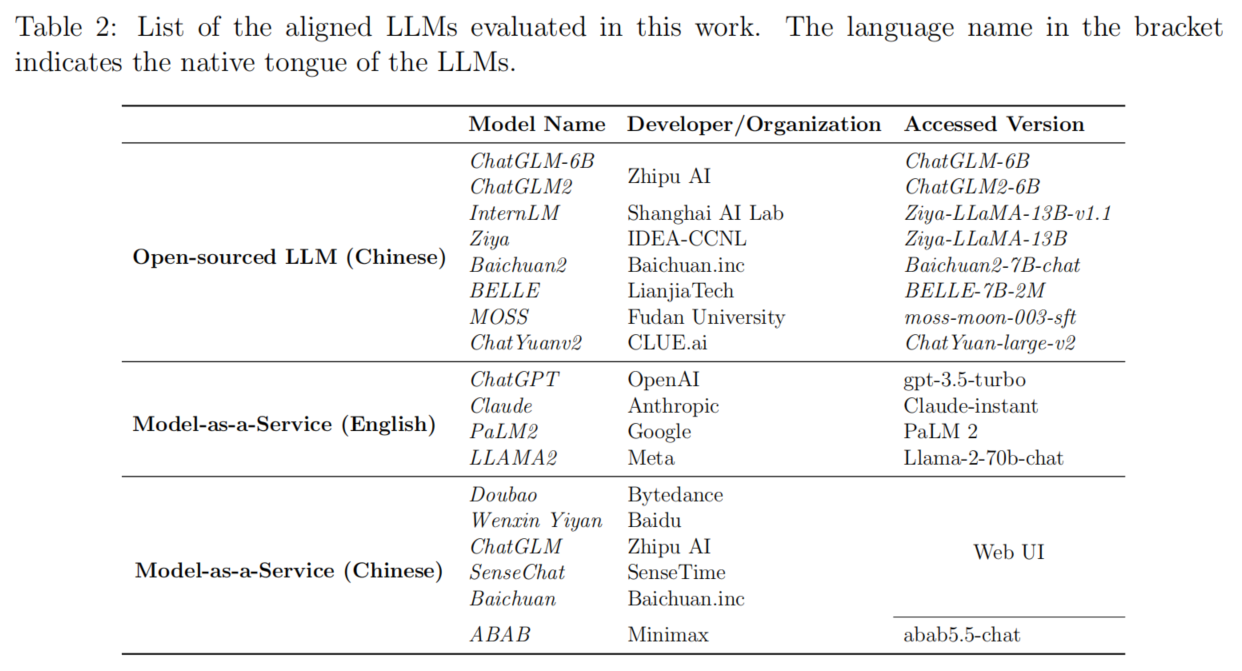 Table 2: List of the aligned LLMs evaluated in this work. The language name in the bracket
indicates the native tongue of the LLMs.
Model Name Developer/Organization Accessed Version
Open-sourced LLM (Chinese)
ChatGLM-6B Zhipu AI ChatGLM-6B
ChatGLM2 ChatGLM2-6B
InternLM Shanghai AI Lab Ziya-LLaMA-13B-v1.1
Ziya IDEA-CCNL Ziya-LLaMA-13B
Baichuan2 Baichuan.inc Baichuan2-7B-chat
BELLE LianjiaTech BELLE-7B-2M
MOSS Fudan University moss-moon-003-sft
ChatYuanv2 CLUE.ai ChatYuan-large-v2
Model-as-a-Service (English)
ChatGPT OpenAI gpt-3.5-turbo
Claude Anthropic Claude-instant
PaLM2 Google PaLM 2
LLAMA2 Meta Llama-2-70b-chat
Model-as-a-Service (Chinese)
Doubao Bytedance
Wenxin Yiyan Baidu
ChatGLM Zhipu AI Web UI
SenseChat SenseTime
Baichuan Baichuan.inc
ABAB Minimax abab5.5-chat